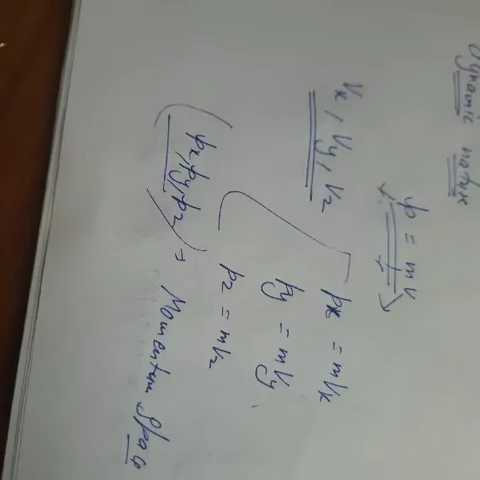 Dynamic nature
p = mv
Vx, Vy, Vz
px = mVx
py = mVy
pz = mVz
(px, py, pz) = Momentum Space